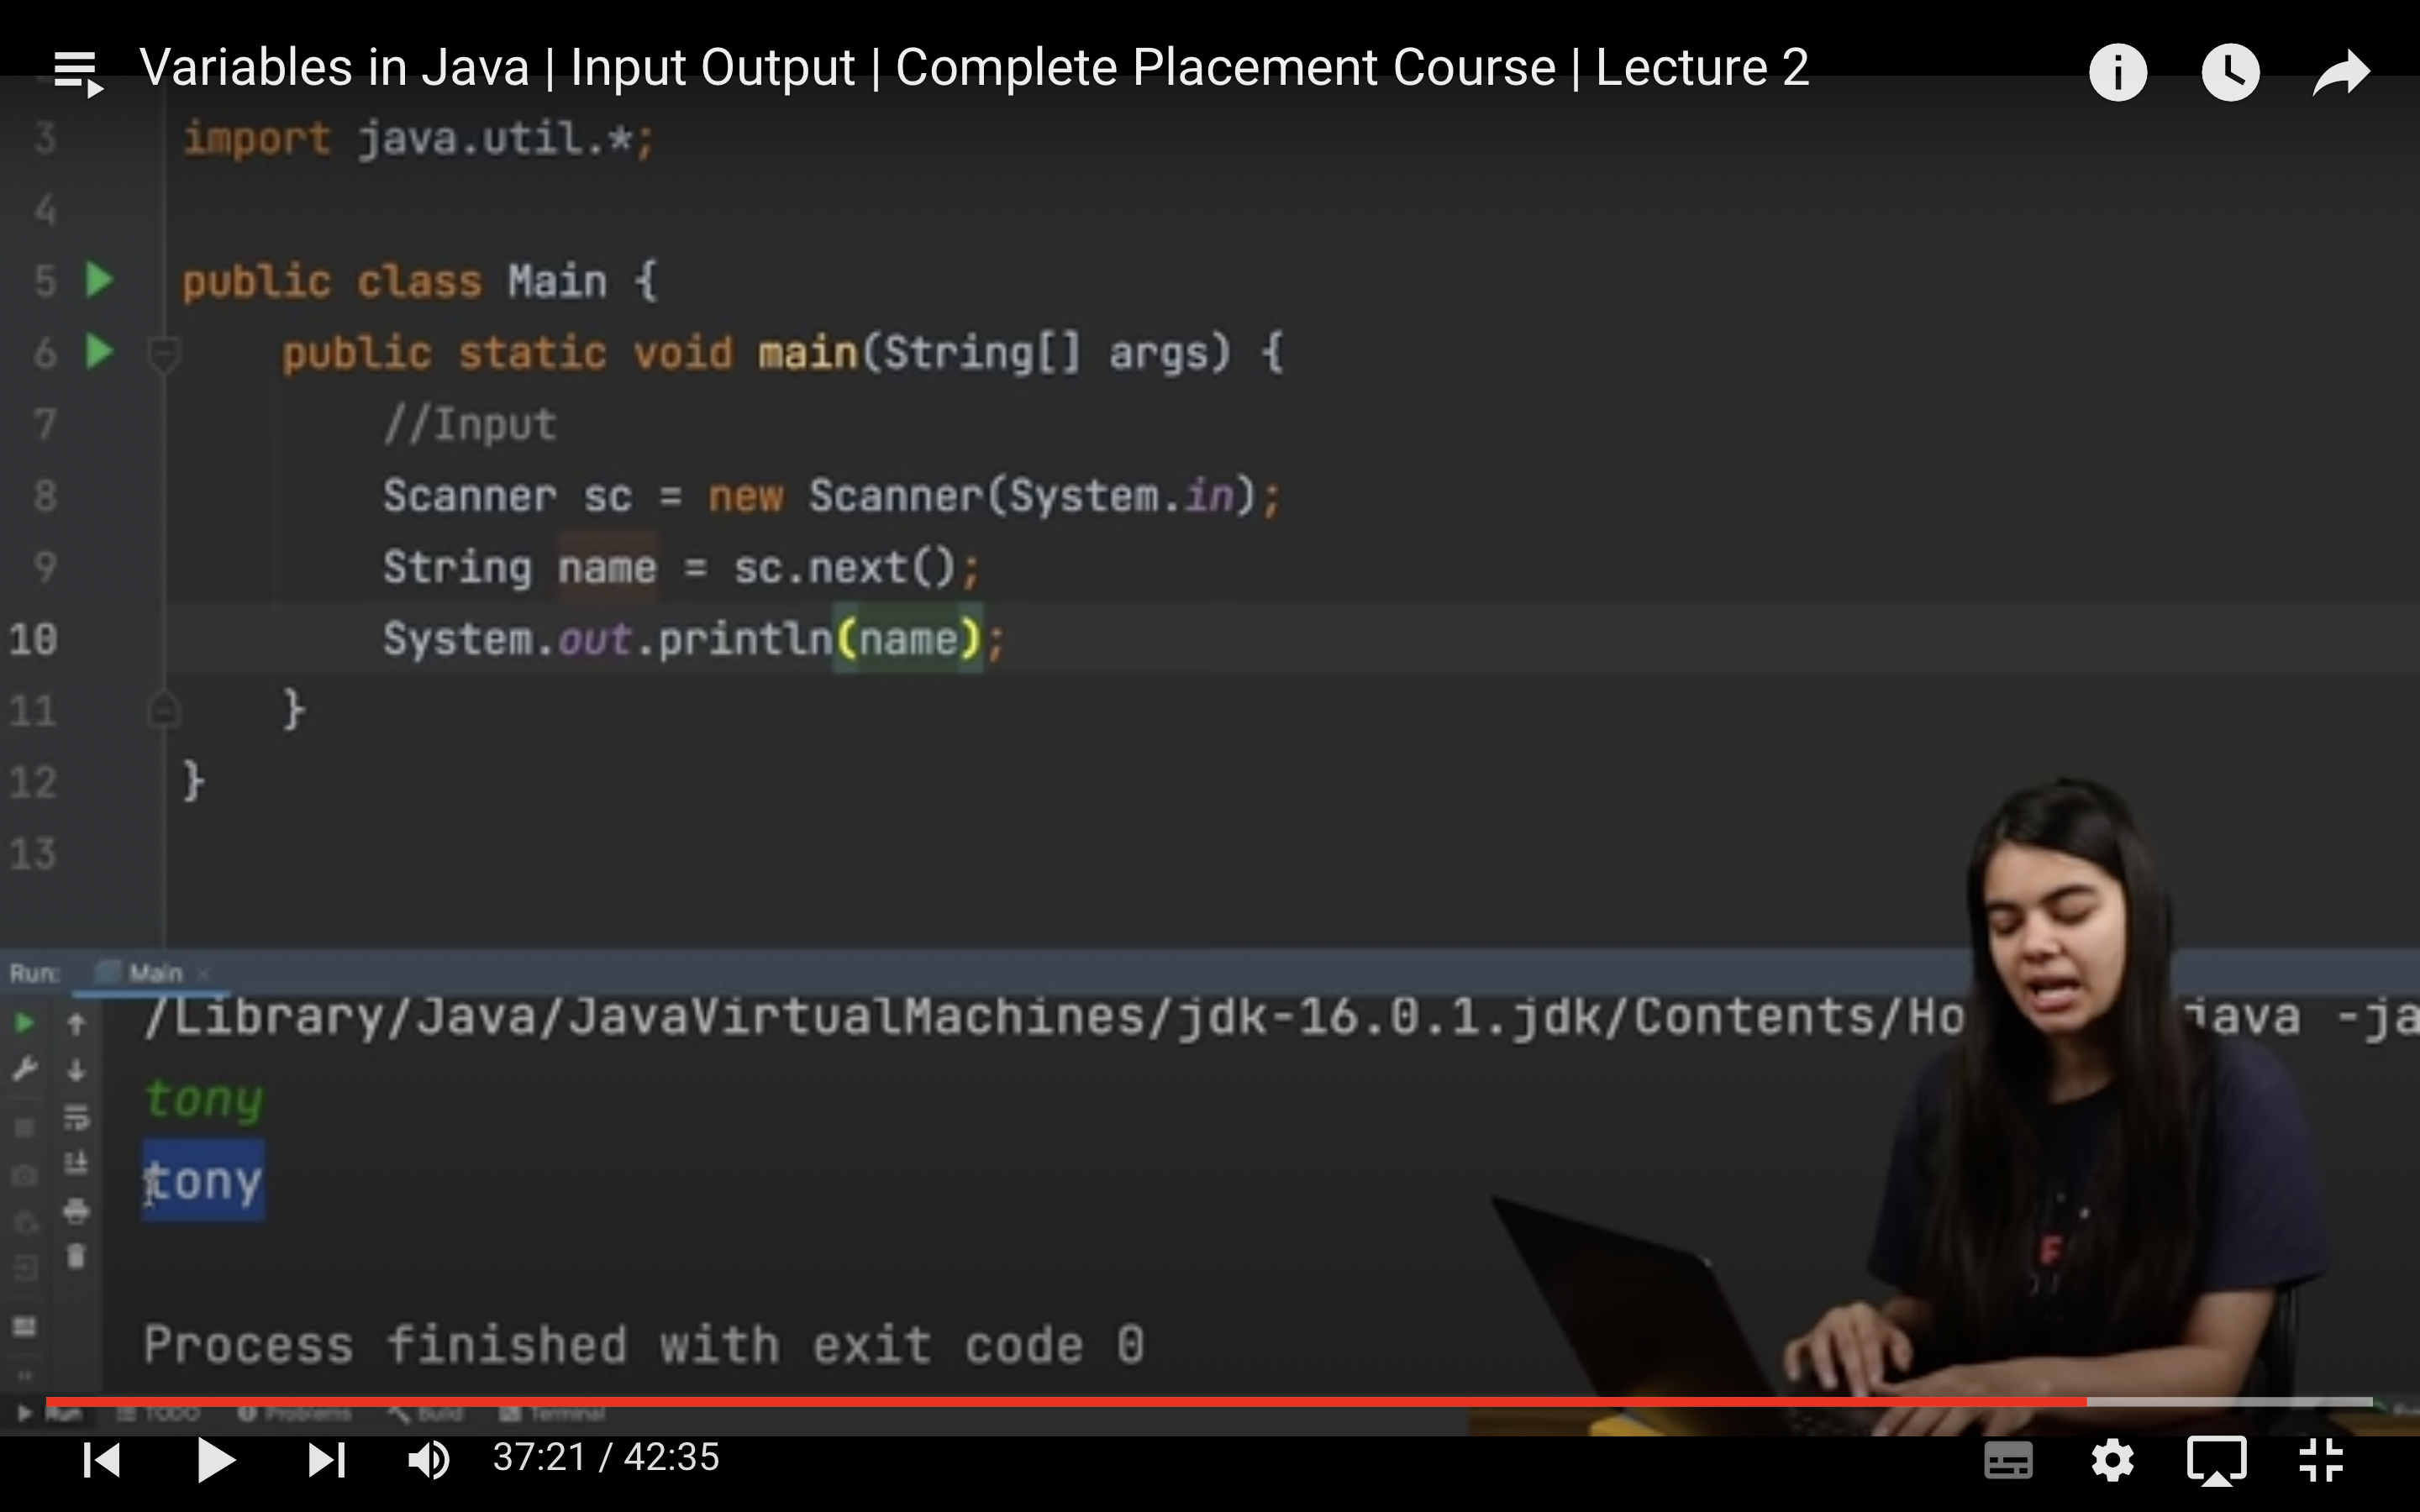 Variables in Java | Input Output | Complete Placement Course | Lecture 2
3 import java.util.*;
4
5 public class Main {
6 public static void main(String[] args) {
7 //Input
8 Scanner sc = new Scanner(System.in);
9 String name = sc.next();
10 System.out.println(name);
11 }
12 }
13
Run: Main
/Library/Java/JavaVirtualMachines/jdk-16.0.1.jdk/Contents/Ho java -ja
tony
tony
Process finished with exit code 0
F
Run TODO Problems Build Terminal
37:21 / 42:35